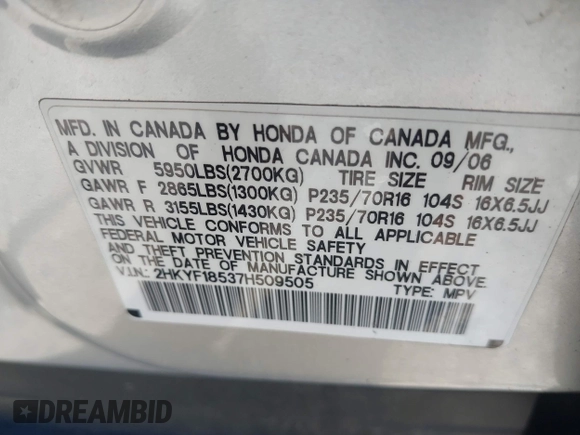 MFD. IN CANADA BY HONDA OF CANADA MFG.,
A DIVISION OF HONDA CANADA INC. 09/06
GVWR 5950LBS(2700KG) TIRE SIZE RIM SIZE
GAWR F 2865LBS(1300KG) P235/70R16 104S 16X6.5JJ
GAWR R 3155LBS(1430KG) P235/70R16 104S 16X6.5JJ
THIS VEHICLE CONFORMS TO ALL APPLICABLE
FEDERAL MOTOR VEHICLE SAFETY
AND THEFT PREVENTION STANDARDS IN EFFECT
ON THE DATE OF MANUFACTURE SHOWN ABOVE.
V.I.N.: 2HKYF18537H509505 TYPE: MPV
DREAMBID